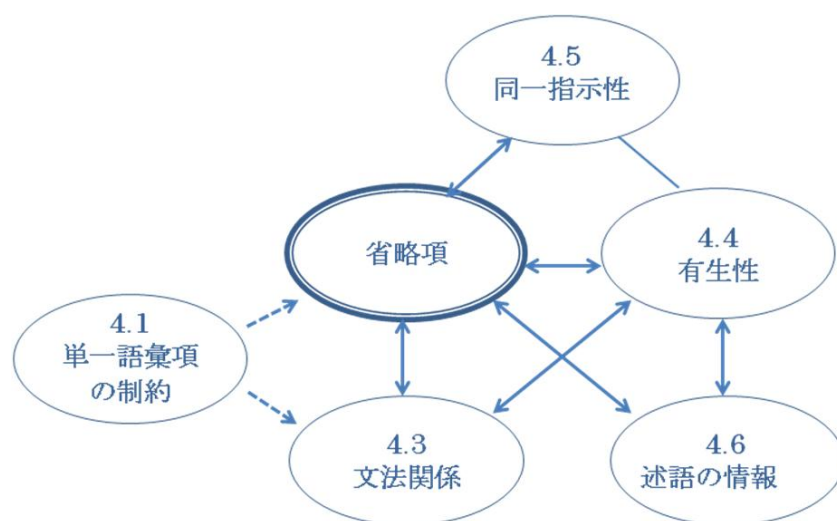 4.5
同一指示性
省略項
4.4
有生性
4.1
単一語彙項
の制約
4.3
文法関係
4.6
述語の情報